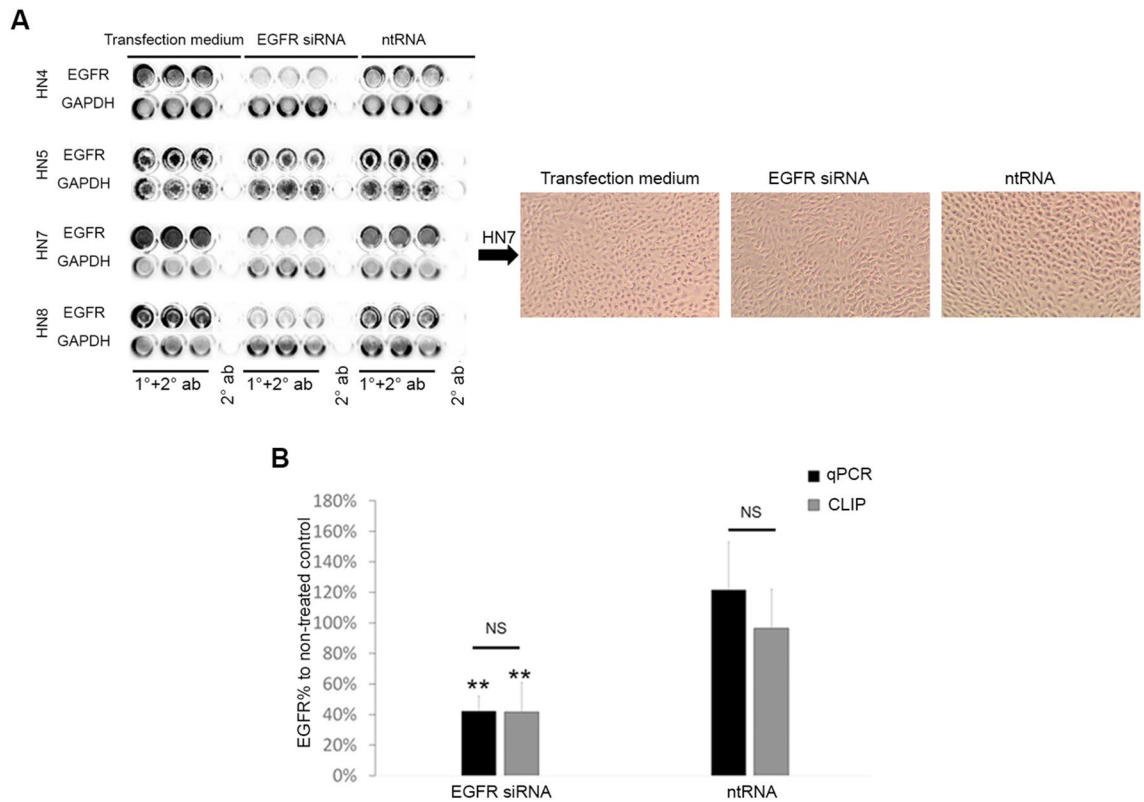 A
Transfection medium EGFR siRNA ntRNA
HN4
EGFR
GAPDH
HN5
EGFR
GAPDH
HN7
EGFR
GAPDH
HN8
EGFR
GAPDH
1°+2° ab 2° ab 1°+2° ab 2° ab 1°+2° ab 2° ab
HN7
Transfection medium EGFR siRNA ntRNA
B
qPCR
CLIP
EGFR% to non-treated control
180%
160%
140%
120%
100%
80%
60%
40%
20%
0%
NS
** **
NS
EGFR siRNA ntRNA